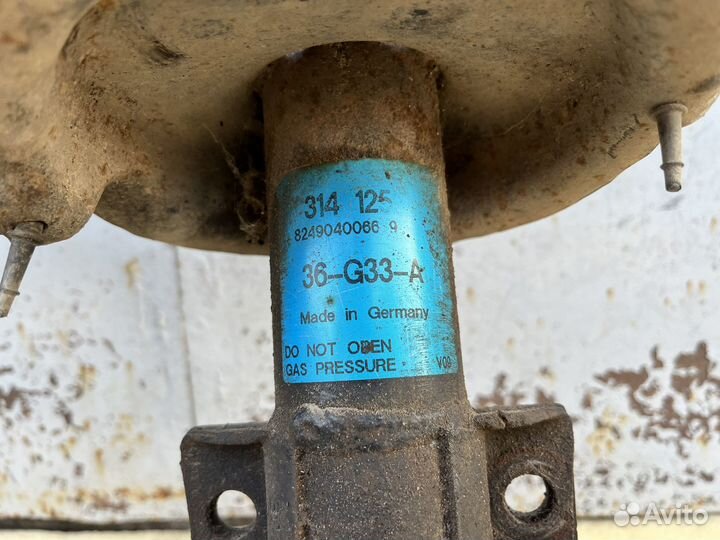 314 125
8249040066 9
36-G33-A
Made in Germany
DO NOT OPEN
GAS PRESSURE
Avito